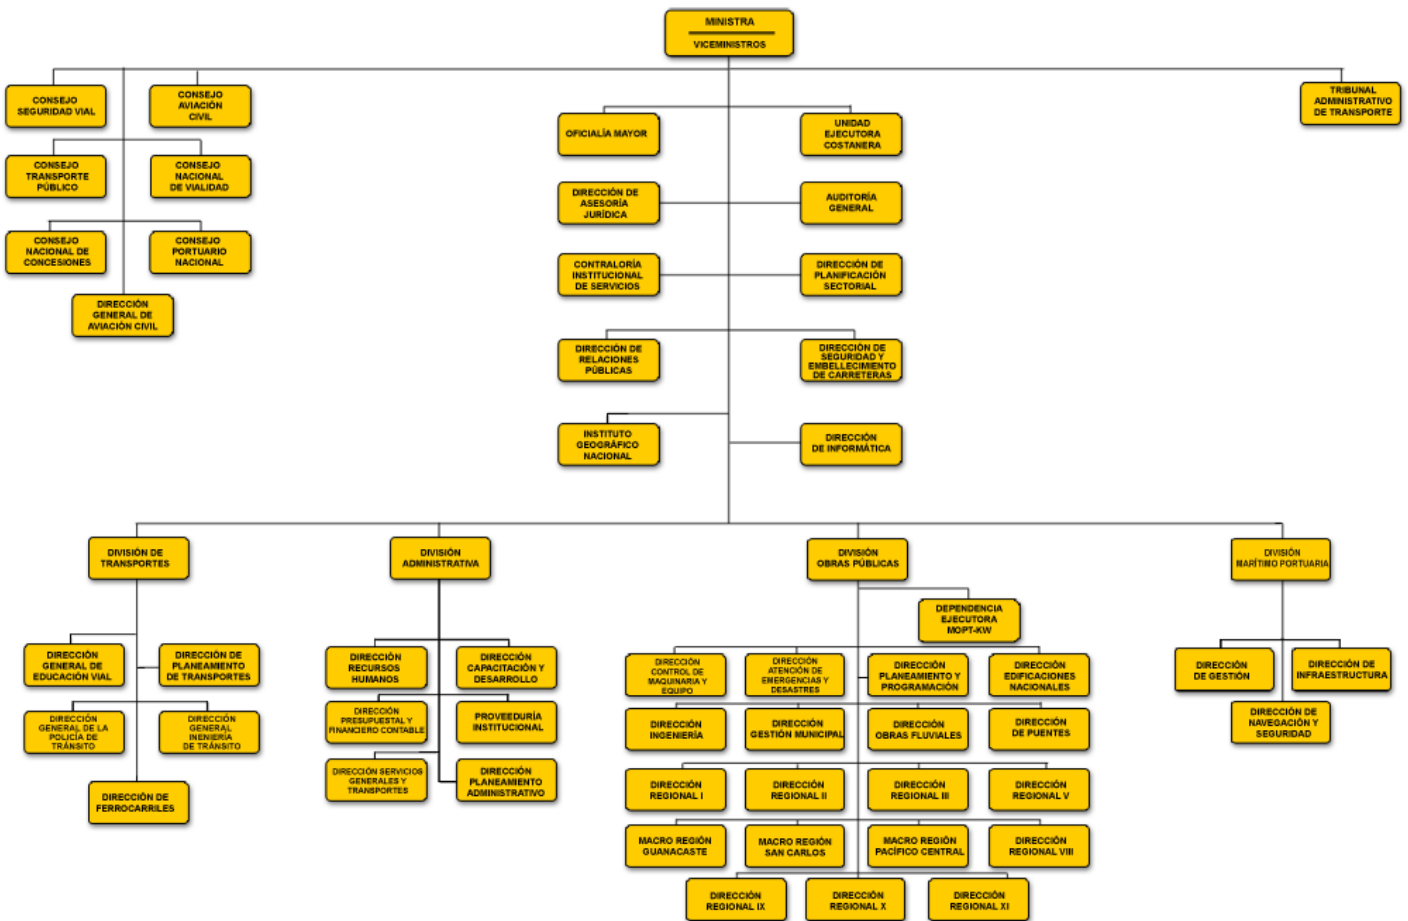 MINISTRA
VICEMINISTROS
CONSEJO
SEGURIDAD VIAL
CONSEJO
AVIACIÓN
CIVIL
CONSEJO
TRANSPORTE
PÚBLICO
CONSEJO
NACIONAL
DE VIALIDAD
CONSEJO
NACIONAL DE
CONCESIONES
CONSEJO
PORTUARIO
NACIONAL
DIRECCIÓN
GENERAL DE
AVIACIÓN CIVIL
OFICIALÍA MAYOR
UNIDAD
EJECUTORA
COSTANERA
DIRECCIÓN DE
ASESORÍA
JURÍDICA
AUDITORÍA
GENERAL
CONTRALORÍA
INSTITUCIONAL
DE SERVICIOS
DIRECCIÓN DE
PLANIFICACIÓN
SECTORIAL
DIRECCIÓN DE
RELACIONES
PÚBLICAS
DIRECCIÓN DE
SEGURIDAD Y
EMBELLECIMIENTO
DE CARRETERAS
INSTITUTO
GEOGRÁFICO
NACIONAL
DIRECCIÓN
DE INFORMÁTICA
TRIBUNAL
ADMINISTRATIVO
DE TRANSPORTE
DIVISIÓN DE
TRANSPORTES
DIRECCIÓN
GENERAL DE
EDUCACIÓN VIAL
DIRECCIÓN DE
PLANEAMIENTO
DE TRANSPORTES
DIRECCIÓN
GENERAL DE LA
POLICÍA DE
TRÁNSITO
DIRECCIÓN
GENERAL
INENIERÍA
DE TRÁNSITO
DIRECCIÓN DE
FERROCARRILES
DIVISIÓN
ADMINISTRATIVA
DIRECCIÓN
RECURSOS
HUMANOS
DIRECCIÓN
CAPACITACIÓN Y
DESARROLLO
DIRECCIÓN
PRESUPUESTAL Y
FINANCIERO CONTABLE
PROVEEDURÍA
INSTITUCIONAL
DIRECCIÓN SERVICIOS
GENERALES Y
TRANSPORTES
DIRECCIÓN
PLANEAMIENTO
ADMINISTRATIVO
DIVISIÓN
OBRAS PÚBLICAS
DEPENDENCIA
EJECUTORA
MOPT-KW
DIRECCIÓN
CONTROL DE
MAQUINARIA Y
EQUIPO
DIRECCIÓN
ATENCIÓN DE
EMERGENCIAS Y
DESASTRES
DIRECCIÓN
PLANEAMIENTO Y
PROGRAMACIÓN
DIRECCIÓN
EDIFICACIONES
NACIONALES
DIRECCIÓN
INGENIERÍA
DIRECCIÓN
GESTIÓN MUNICIPAL
DIRECCIÓN
OBRAS FLUVIALES
DIRECCIÓN
DE PUENTES
DIRECCIÓN
REGIONAL I
DIRECCIÓN
REGIONAL II
DIRECCIÓN
REGIONAL III
DIRECCIÓN
REGIONAL V
MACRO REGIÓN
GUANACASTE
MACRO REGIÓN
SAN CARLOS
MACRO REGIÓN
PACÍFICO CENTRAL
DIRECCIÓN
REGIONAL VIII
DIRECCIÓN
REGIONAL IX
DIRECCIÓN
REGIONAL X
DIRECCIÓN
REGIONAL XI
DIVISIÓN
MARÍTIMO PORTUARIA
DIRECCIÓN
DE GESTIÓN
DIRECCIÓN DE
INFRAESTRUCTURA
DIRECCIÓN DE
NAVEGACIÓN Y
SEGURIDAD